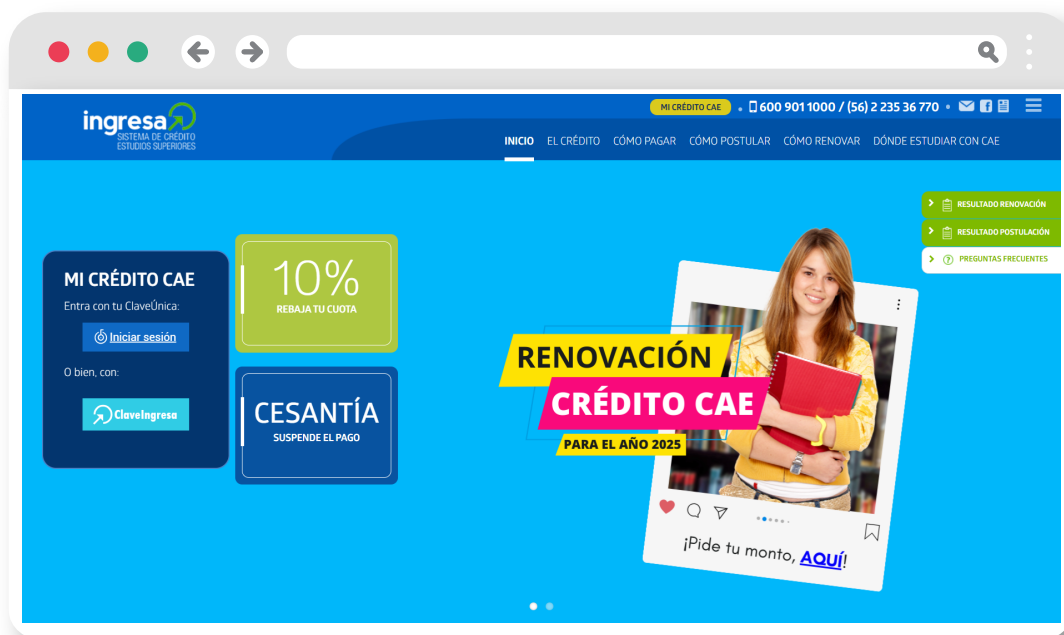 ingresa
SISTEMA DE CRÉDITO
ESTUDIOS SUPERIORES
MI CRÉDITO CAE
600 901 1000 / (56) 2 235 36 770
INICIO EL CRÉDITO CÓMO PAGAR CÓMO POSTULAR CÓMO RENOVAR DÓNDE ESTUDIAR CON CAE
RESULTADO RENOVACIÓN
RESULTADO POSTULACIÓN
PREGUNTAS FRECUENTES
MI CRÉDITO CAE
Entra con tu ClaveÚnica:
Iniciar sesión
O bien, con:
ClaveIngresa
10%
REBAJA TU CUOTA
CESANTÍA
SUSPENDE EL PAGO
RENOVACIÓN
CRÉDITO CAE
PARA EL AÑO 2025
¡Pide tu monto, AQUÍ!